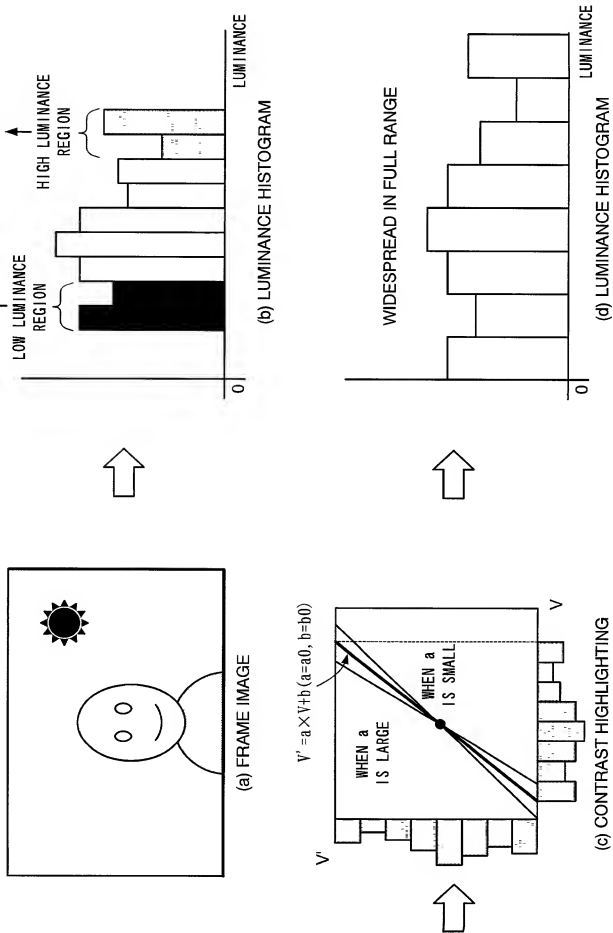 (a) FRAME IMAGE
LOW LUMINANCE
REGION
HIGH LUMINANCE
REGION
0
LUMINANCE
(b) LUMINANCE HISTOGRAM
V'
V'=a×V+b(a=a0, b=b0)
WHEN a
IS LARGE
WHEN a
IS SMALL
V
(c) CONTRAST HIGHLIGHTING
WIDESPREAD IN FULL RANGE
0
LUMINANCE
(d) LUMINANCE HISTOGRAM